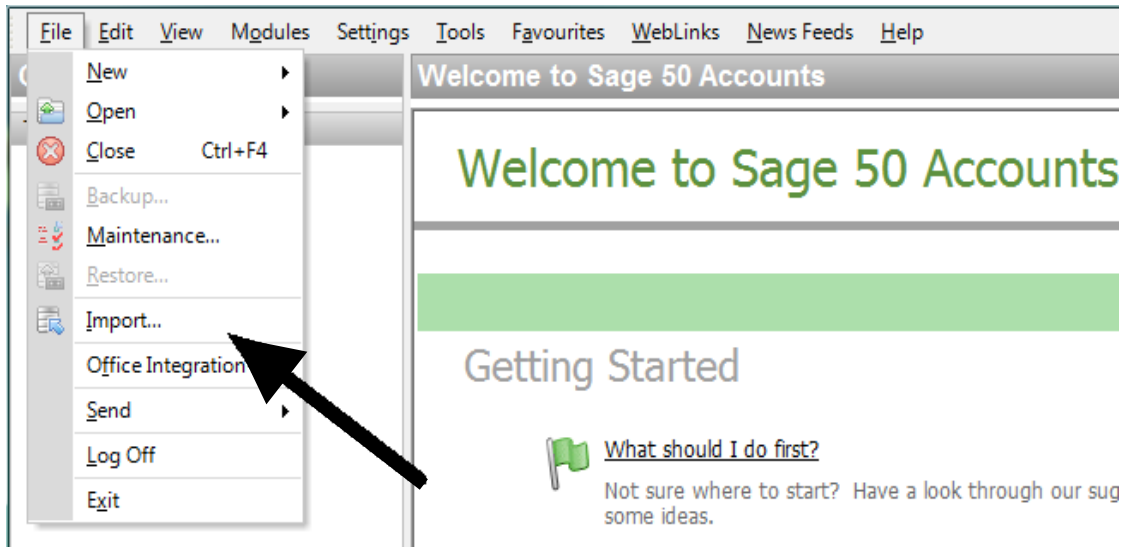 File Edit View Modules Settings Tools Favourites WebLinks News Feeds Help
New
Welcome to Sage 50 Accounts
Open
Close Ctrl+F4
Welcome to Sage 50 Accounts
Backup...
Maintenance...
Restore...
Import...
Office Integration
Getting Started
Send
What should I do first?
Log Off
Not sure where to start? Have a look through our sug
Exit
some ideas.